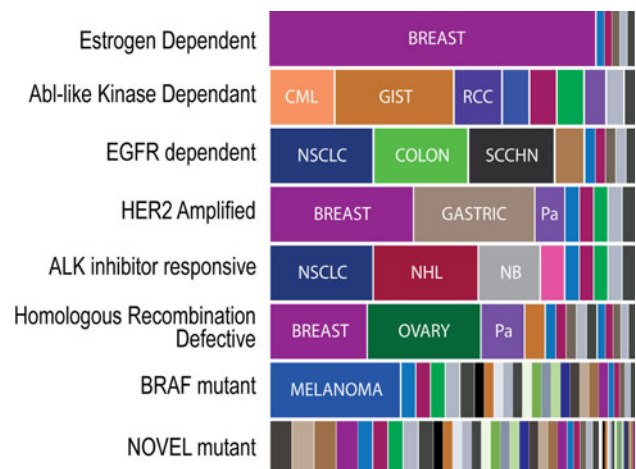 Estrogen Dependent
BREAST
Abl-like Kinase Dependant
CML GIST RCC
EGFR dependent
NSCLC COLON SCCHN
HER2 Amplified
BREAST GASTRIC Pa
ALK inhibitor responsive
NSCLC NHL NB
Homologous Recombination
Defective
BREAST OVARY Pa
BRAF mutant
MELANOMA
NOVEL mutant